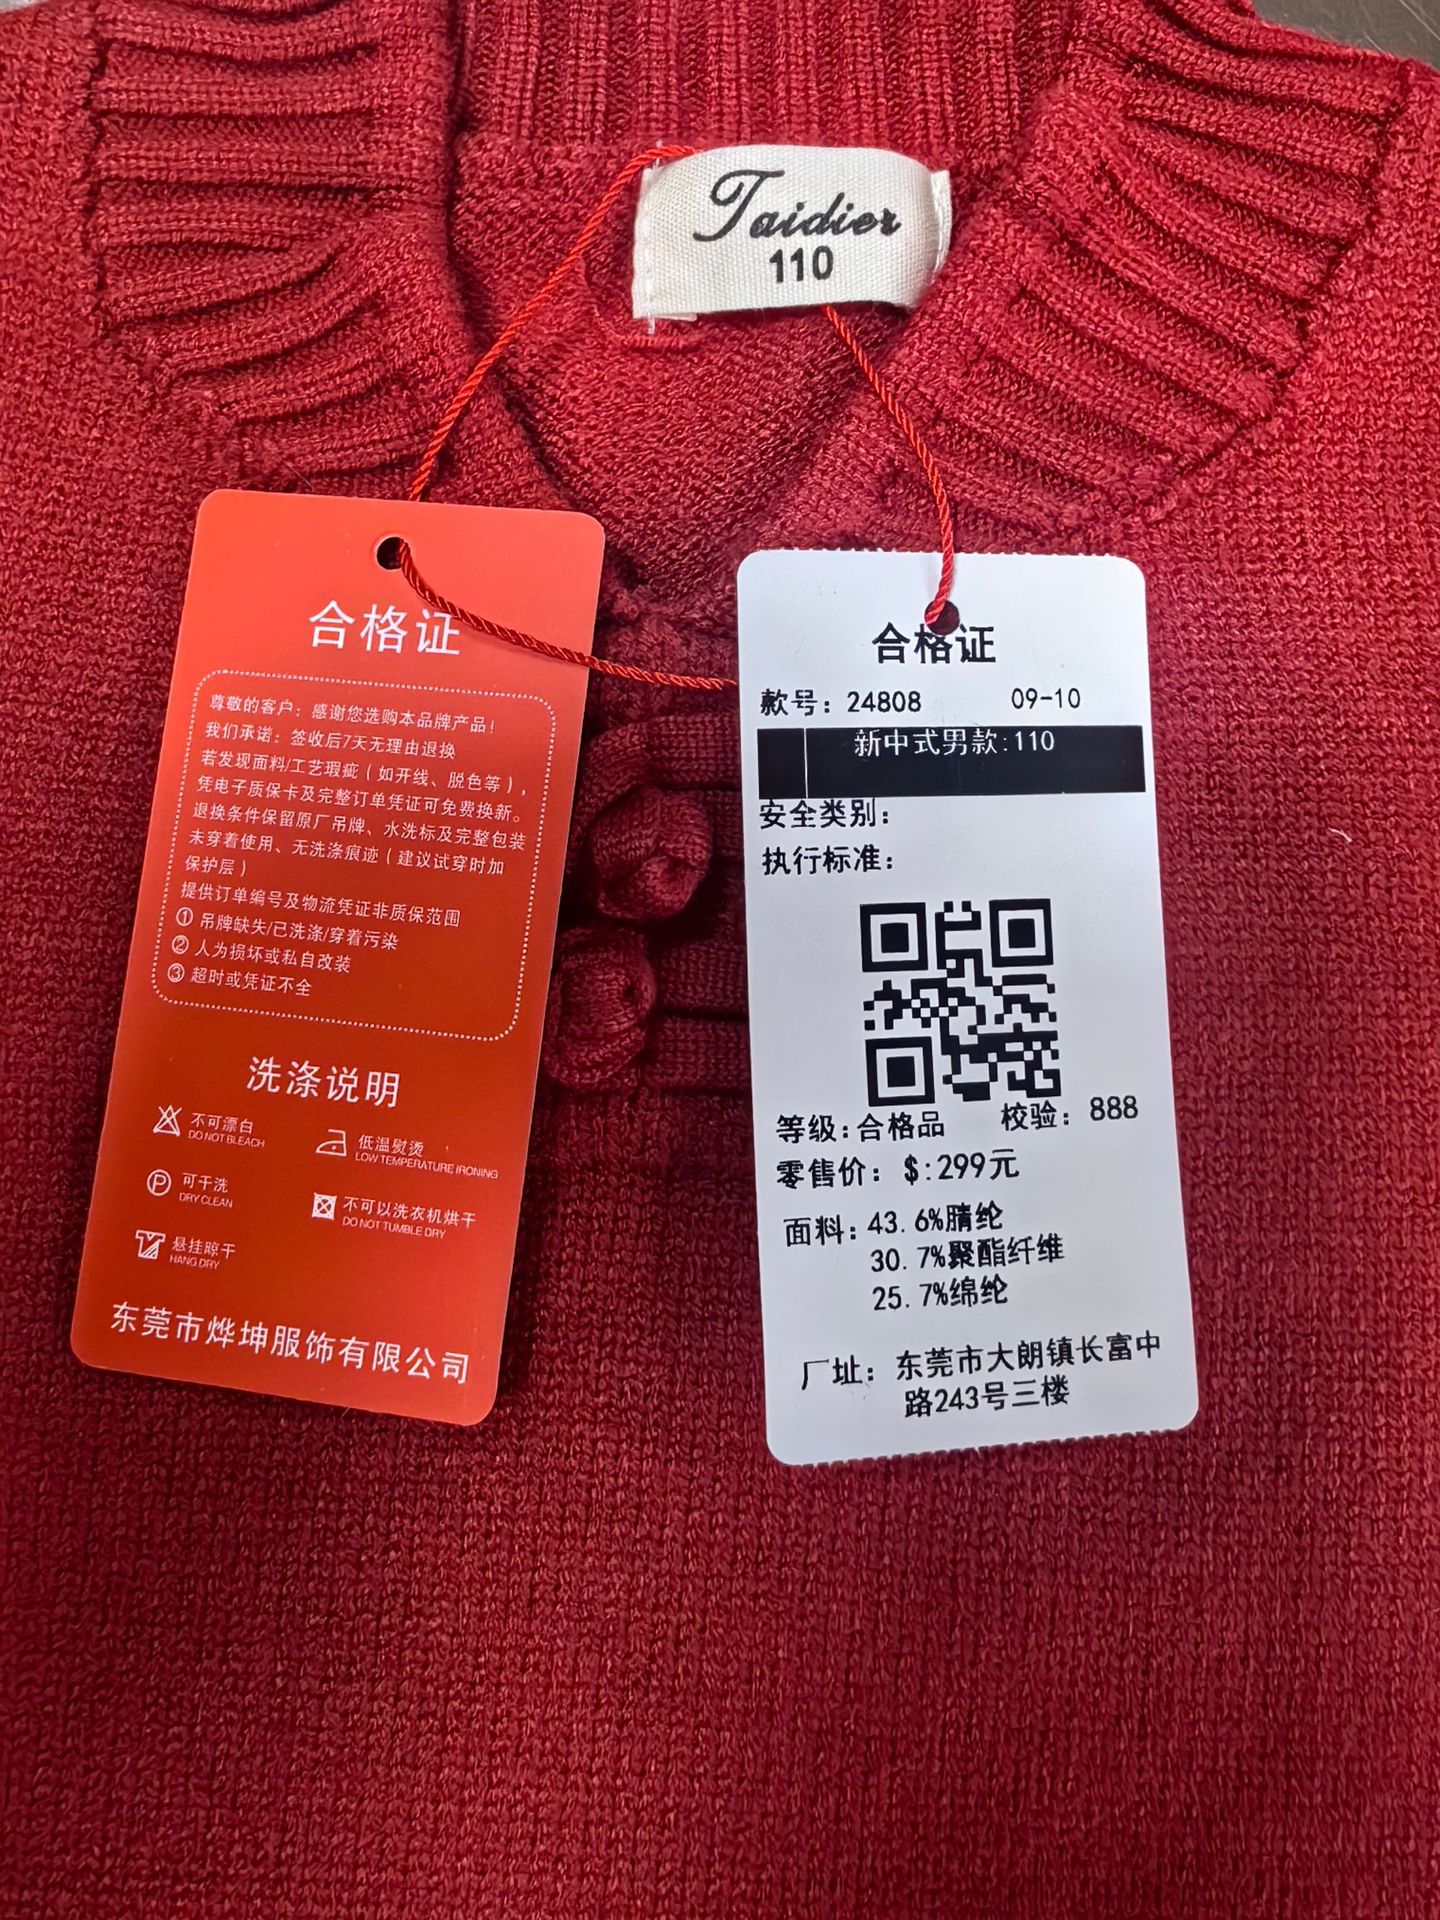 Taidier
110
合格证
尊敬的客户：感谢您选购本品牌产品！
我们承诺：签收后7天无理由退换
若发现面料/工艺瑕疵（如开线、脱色等），
凭电子质保卡及完整订单凭证可免费换新。
退换条件保留原厂吊牌、水洗标及完整包装
未穿着使用、无洗涤痕迹（建议试穿时加
保护层）
提供订单编号及物流凭证非质保范围
① 吊牌缺失/已洗涤/穿着污染
② 人为损坏或私自改装
③ 超时或凭证不全
洗涤说明
不可漂白
DO NOT BLEACH
低温熨烫
LOW TEMPERATURE IRONING
P
可干洗
DRY CLEAN
不可以洗衣机烘干
DO NOT TUMBLE DRY
悬挂晾干
HANG DRY
东莞市烨坤服饰有限公司
合格证
款号：24808 09-10
新中式男款:110
安全类别：
执行标准：
等级:合格品 校验：888
零售价：$:299元
面料：43.6%腈纶
30.7%聚酯纤维
25.7%绵纶
厂址：东莞市大朗镇长富中
路243号三楼